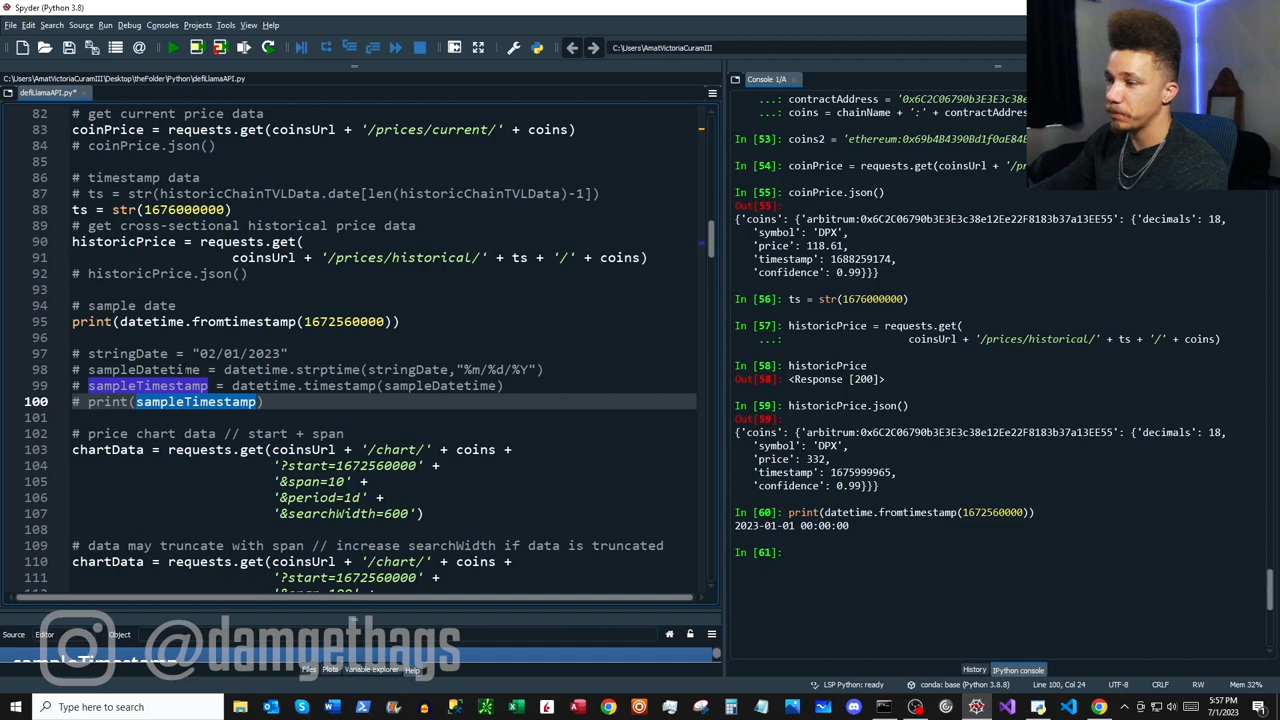 Spyder (Python 3.8)
File Edit Search Source Run Debug Consoles Projects Tools View Help
C:\Users\AmatVictoriaCuramIII
C:\Users\AmatVictoriaCuramIII\Desktop\theFolder\Python\defiLlamaAPI.py
defiLlamaAPI.py*
82 # get current price data
83 coinPrice = requests.get(coinsUrl + '/prices/current/' + coins)
84 # coinPrice.json()
85
86 # timestamp data
87 # ts = str(historicChainTVLData.date[len(historicChainTVLData)-1])
88 ts = str(1676000000)
89 # get cross-sectional historical price data
90 historicPrice = requests.get(
91 coinsUrl + '/prices/historical/' + ts + '/' + coins)
92 # historicPrice.json()
93
94 # sample date
95 print(datetime.fromtimestamp(1672560000))
96
97 # stringDate = "02/01/2023"
98 # sampleDatetime = datetime.strptime(stringDate,"%m/%d/%Y")
99 # sampleTimestamp = datetime.timestamp(sampleDatetime)
100 # print(sampleTimestamp)
101
102 # price chart data // start + span
103 chartData = requests.get(coinsUrl + '/chart/' + coins +
104 '?start=1672560000' +
105 '&span=10' +
106 '&period=1d' +
107 '&searchWidth=600')
108
109 # data may truncate with span // increase searchWidth if data is truncated
110 chartData = requests.get(coinsUrl + '/chart/' + coins +
111 '?start=1672560000' +
Source Editor Object
sampleTimestamp
Files Plots Variable explorer Help
@damgethags
Console 1/A
...: contractAddress = '0x6C2C06790b3E3E3c38e
...: coins = chainName + ':' + contractAddr
In [53]: coins2 = 'ethereum:0x69b4B4390Bd1f0aE84E
In [54]: coinPrice = requests.get(coinsUrl + '/pr
In [55]: coinPrice.json()
Out[55]:
{'coins': {'arbitrum:0x6C2C06790b3E3E3c38e12Ee22F8183b37a13EE55': {'decimals': 18,
'symbol': 'DPX',
'price': 118.61,
'timestamp': 1688259174,
'confidence': 0.99}}}
In [56]: ts = str(1676000000)
In [57]: historicPrice = requests.get(
...: coinsUrl + '/prices/historical/' + ts + '/' + coins)
In [58]: historicPrice
Out[58]: <Response [200]>
In [59]: historicPrice.json()
Out[59]:
{'coins': {'arbitrum:0x6C2C06790b3E3E3c38e12Ee22F8183b37a13EE55': {'decimals': 18,
'symbol': 'DPX',
'price': 332,
'timestamp': 1675999965,
'confidence': 0.99}}}
In [60]: print(datetime.fromtimestamp(1672560000))
2023-01-01 00:00:00
In [61]:
History IPython console
LSP Python: ready conda: base (Python 3.8.8) Line 100, Col 24 UTF-8 CRLF RW Mem 32%
Type here to search
5:57 PM
7/1/2023